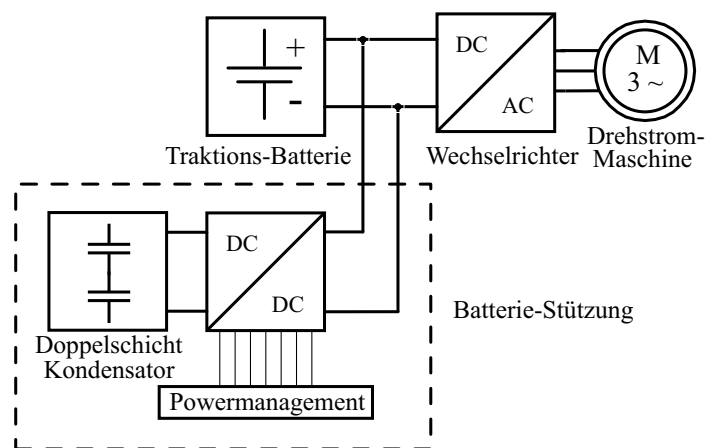 +
-
DC
AC
M
3 ~
Traktions-Batterie
Wechselrichter
Drehstrom-
Maschine
DC
DC
Doppelschicht
Kondensator
Batterie-Stützung
Powermanagement